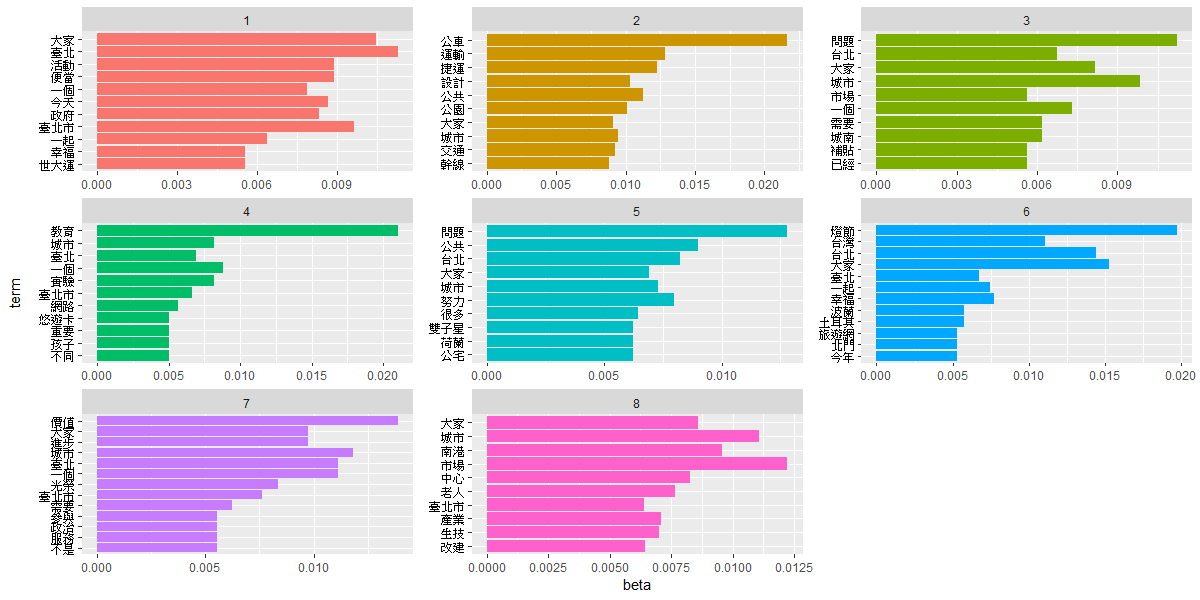 term
1
大家
臺北
活動
便當
一個
今天
政府
臺北市
一起
幸福
世大運
0.000 0.003 0.006 0.009
2
公車
運輸
捷運
設計
公共
公園
大家
城市
交通
幹線
0.000 0.005 0.010 0.015 0.020
3
問題
台北
大家
城市
市場
一個
需要
城南
補貼
已經
0.000 0.003 0.006 0.009
4
教育
城市
臺北
一個
實驗
臺北市
網路
悠遊卡
重要
孩子
不同
0.000 0.005 0.010 0.015 0.020
5
問題
公共
台北
大家
城市
努力
很多
雙子星
荷蘭
公宅
0.000 0.005 0.010
6
燈節
台灣
台北
大家
臺北
一起
幸福
波蘭
土耳其
旅遊網
北門
今年
0.000 0.005 0.010 0.015 0.020
7
價值
大家
進步
城市
臺北
一個
光榮
臺北市
需要
參與
政治
服務
不是
0.000 0.005 0.010
8
大家
城市
南港
市場
中心
老人
臺北市
產業
生技
改建
0.0000 0.0025 0.0050 0.0075 0.0100 0.0125
beta